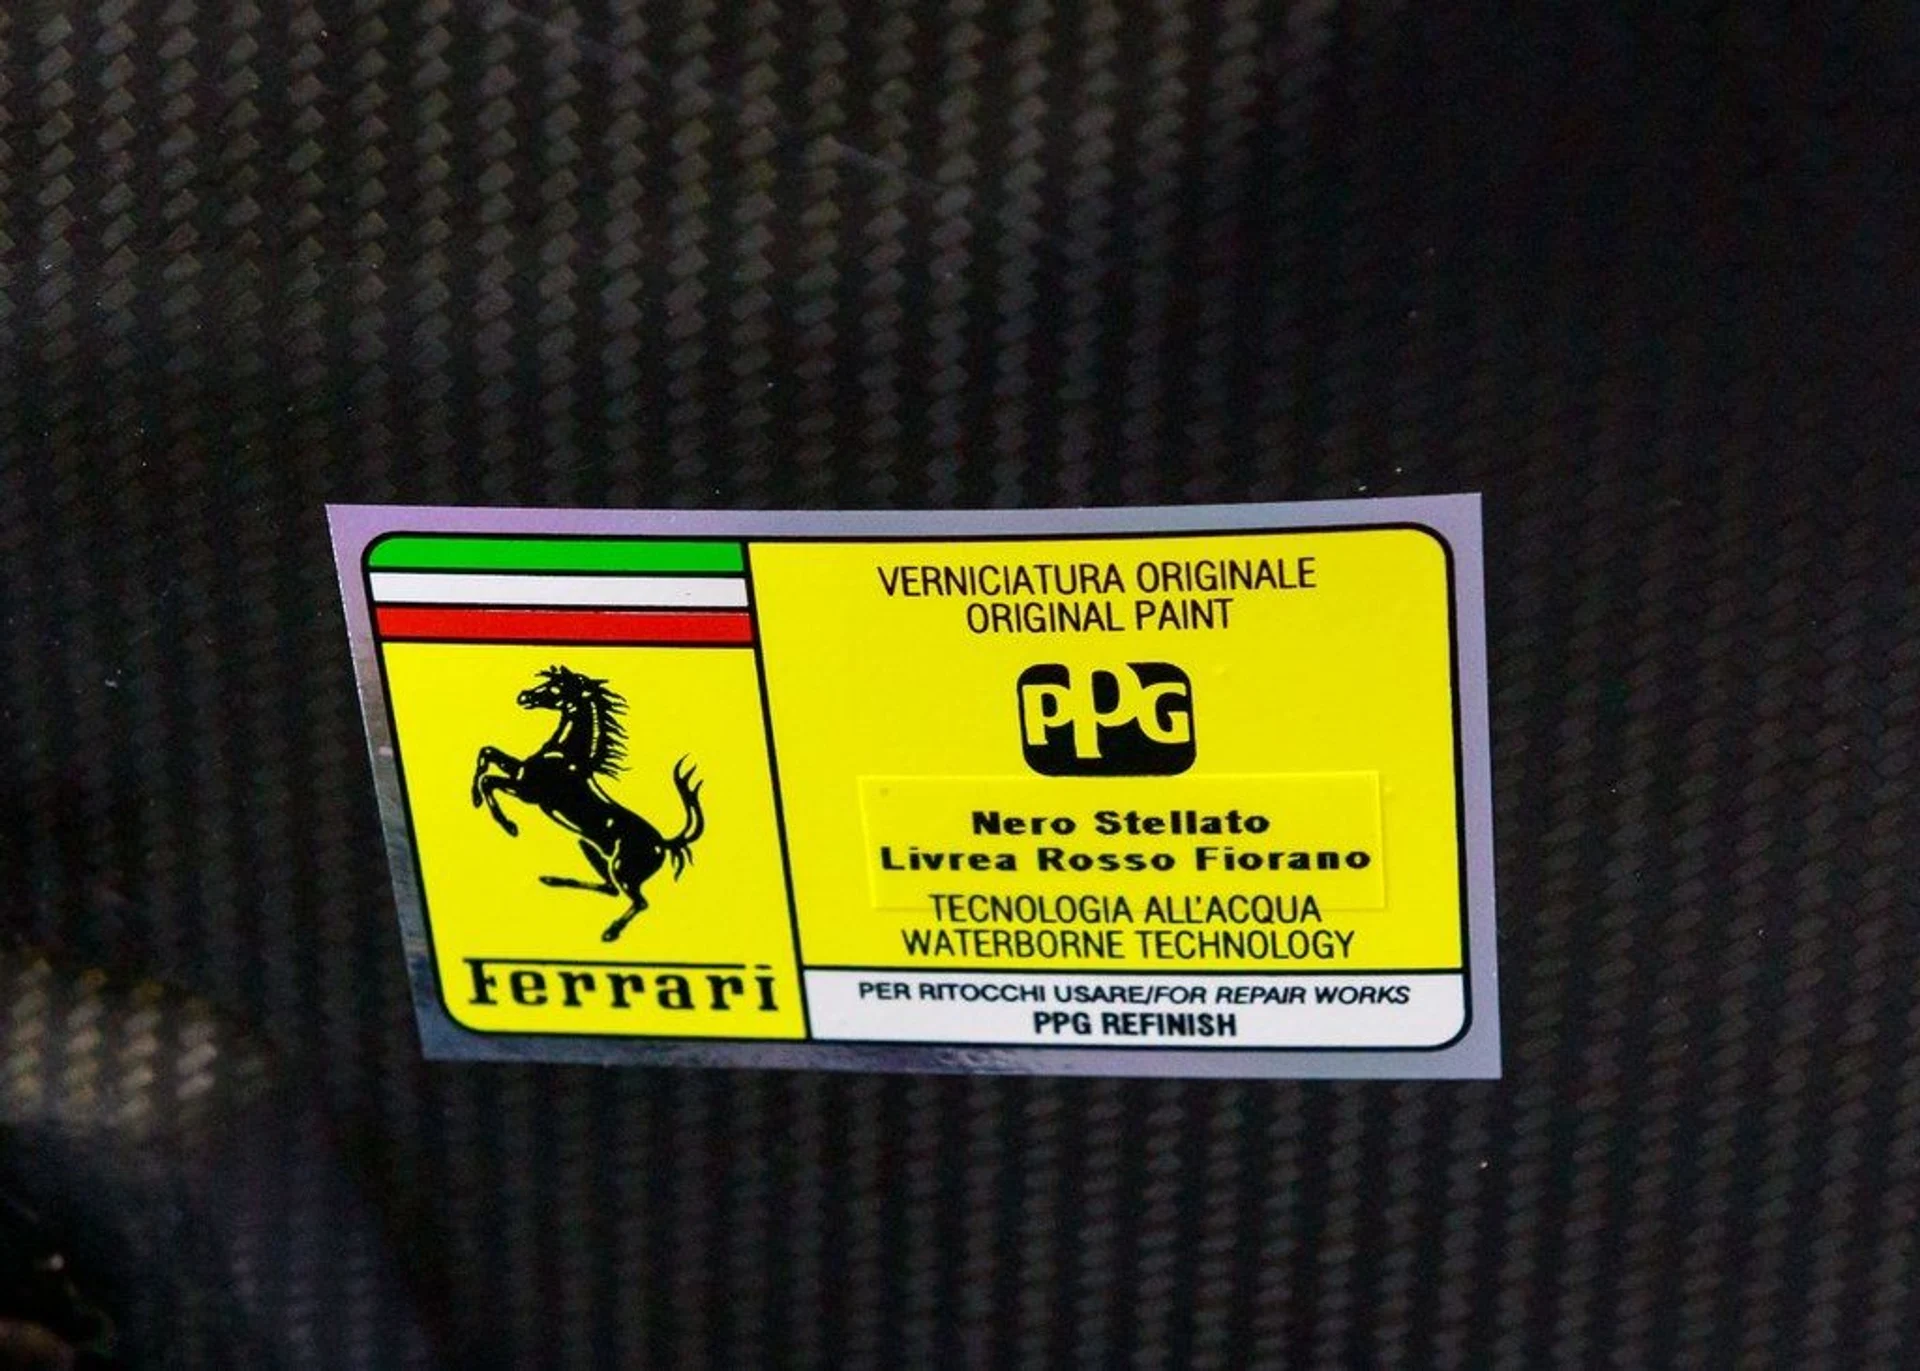 VERNICIATURA ORIGINALE
ORIGINAL PAINT
PPG
Nero Stellato
Livrea Rosso Fiorano
TECNOLOGIA ALL'ACQUA
WATERBORNE TECHNOLOGY
Ferrari
PER RITOCCHI USARE/FOR REPAIR WORKS
PPG REFINISH